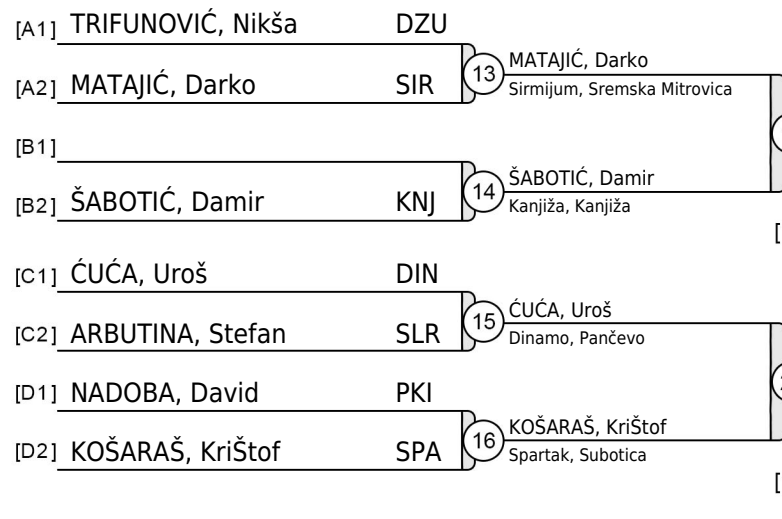 [A1] TRIFUNOVIĆ, Nikša DZU
13 MATAJIĆ, Darko
[A2] MATAJIĆ, Darko SIR
Sirmijum, Sremska Mitrovica
[B1]
14 ŠABOTIĆ, Damir
[B2] ŠABOTIĆ, Damir KNJ
Kanjiža, Kanjiža
[
[C1] ĆUĆA, Uroš DIN
15 ĆUĆA, Uroš
[C2] ARBUTINA, Stefan SLR
Dinamo, Pančevo
[D1] NADOBA, David PKI
16 KOŠARAŠ, KriŠtof
[D2] KOŠARAŠ, KriŠtof SPA
Spartak, Subotica
[